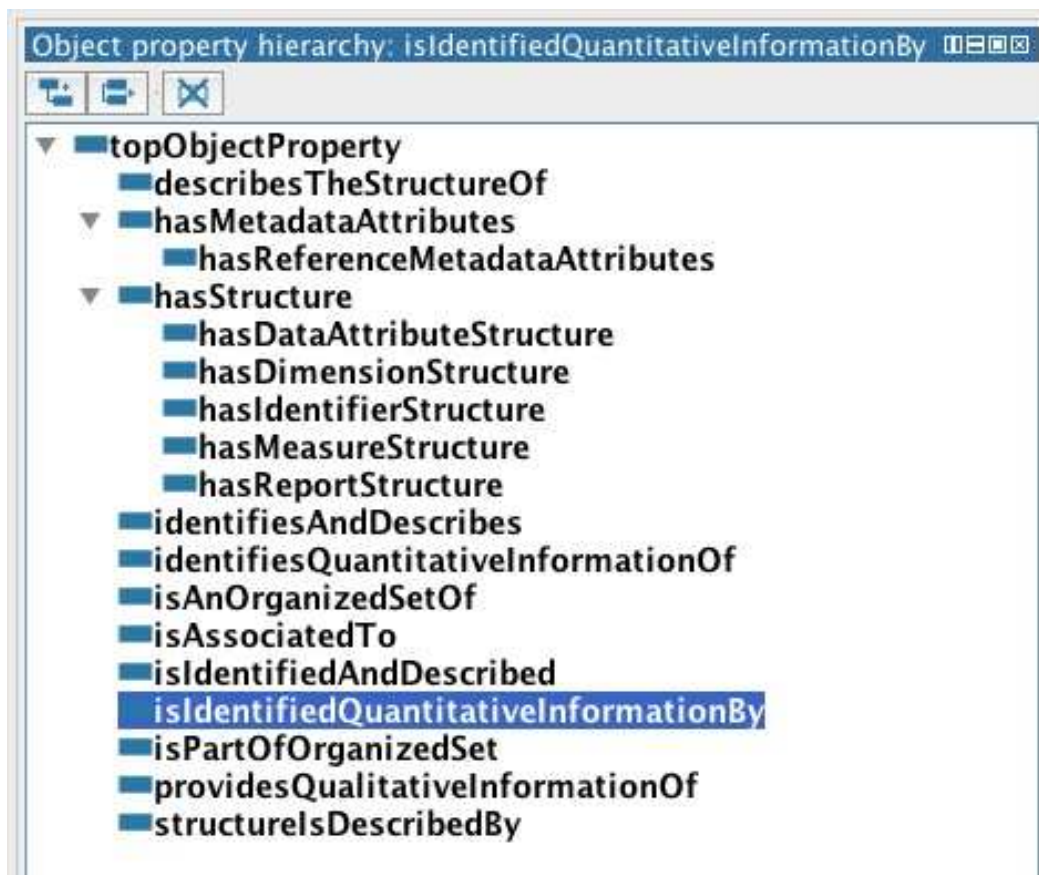 Object property hierarchy: isIdentifiedQuantitativeInformationBy
topObjectProperty
describesTheStructureOf
hasMetadataAttributes
hasReferenceMetadataAttributes
hasStructure
hasDataAttributeStructure
hasDimensionStructure
hasIdentifierStructure
hasMeasureStructure
hasReportStructure
identifiesAndDescribes
identifiesQuantitativeInformationOf
isAnOrganizedSetOf
isAssociatedTo
isIdentifiedAndDescribed
isIdentifiedQuantitativeInformationBy
isPartOfOrganizedSet
providesQualitativeInformationOf
structureIsDescribedBy